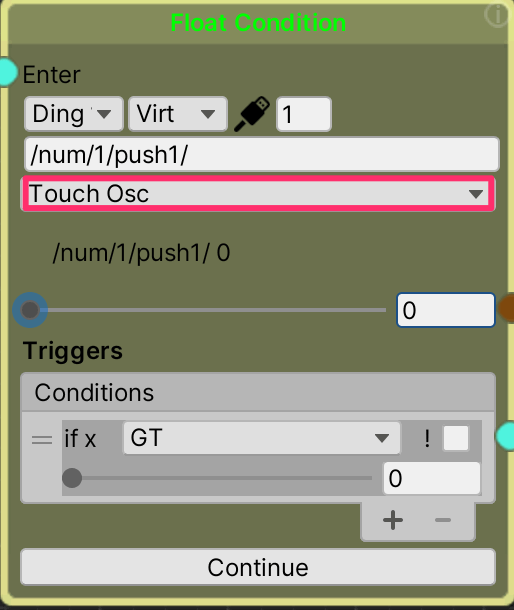 Float Condition
Enter
Ding Virt 1
/num/1/push1/
Touch Osc
/num/1/push1/ 0
0
Triggers
Conditions
if x GT !
0
+ −
Continue